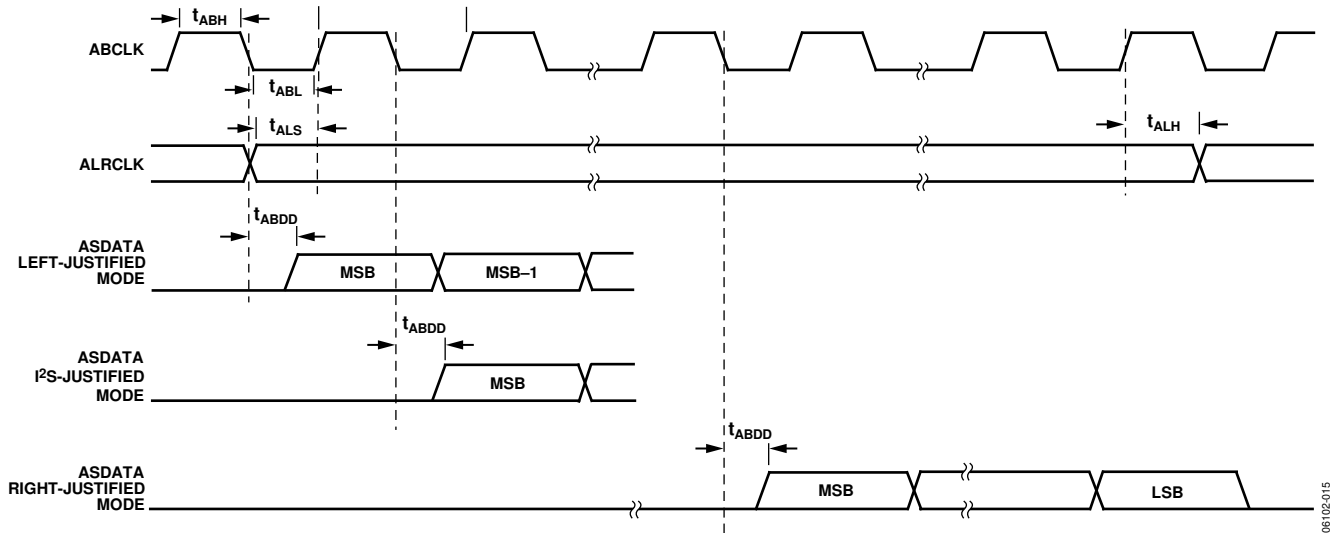 tABH
ABCLK
tABL
tALS
tALH
ALRCLK
tABDD
ASDATA
LEFT-JUSTIFIED
MODE
MSB
MSB–1
tABDD
ASDATA
I²S-JUSTIFIED
MODE
MSB
tABDD
ASDATA
RIGHT-JUSTIFIED
MODE
MSB
LSB
06102-015